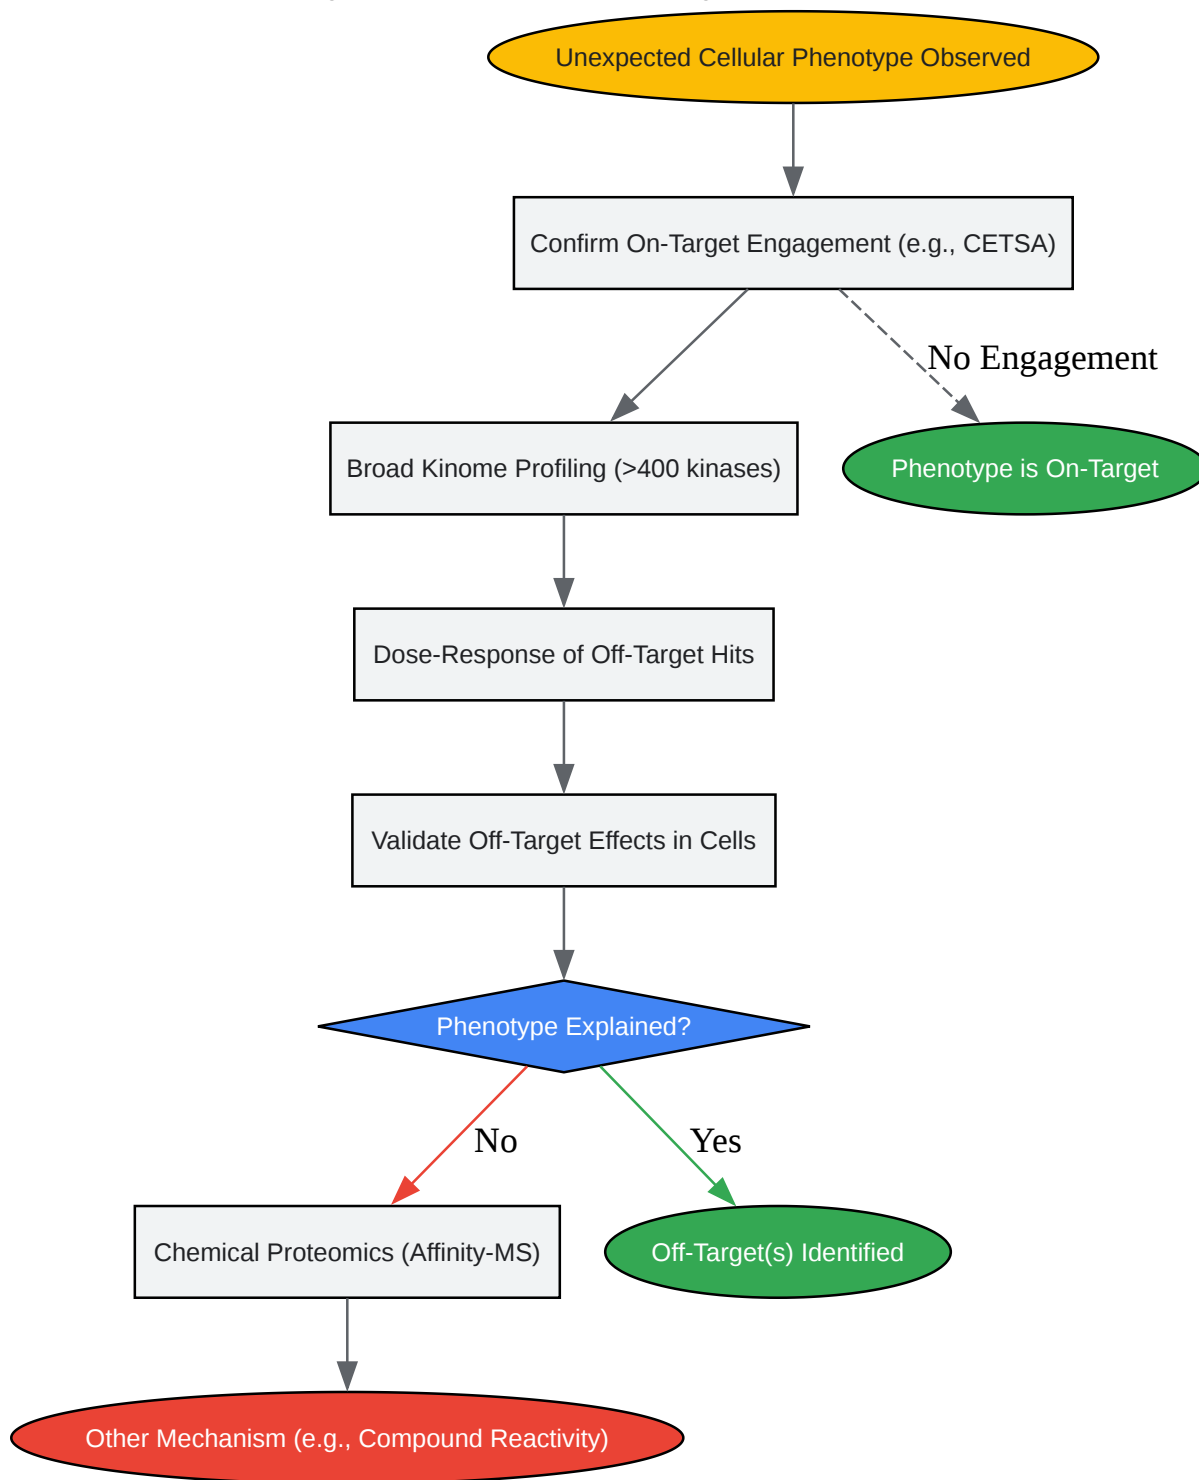 Unexpected Cellular Phenotype Observed
Confirm On-Target Engagement (e.g., CETSA)
No Engagement
Broad Kinome Profiling (>400 kinases)
Phenotype is On-Target
Dose-Response of Off-Target Hits
Validate Off-Target Effects in Cells
Phenotype Explained?
No
Yes
Chemical Proteomics (Affinity-MS)
Off-Target(s) Identified
Other Mechanism (e.g., Compound Reactivity)